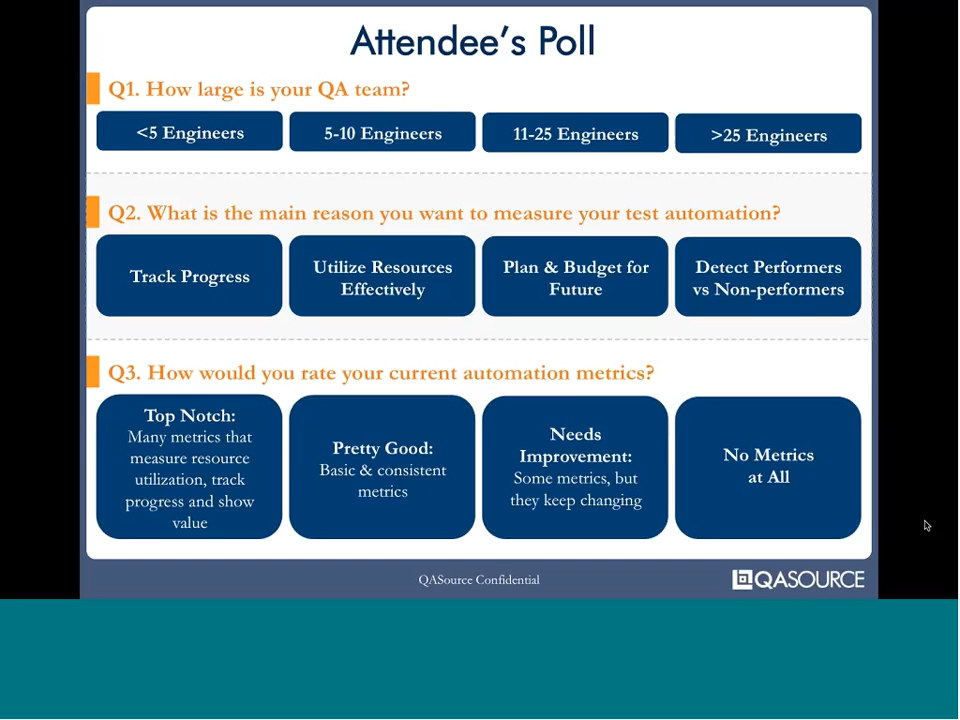 Attendee's Poll
Q1. How large is your QA team?
<5 Engineers
5-10 Engineers
11-25 Engineers
>25 Engineers
Q2. What is the main reason you want to measure your test automation?
Track Progress
Utilize Resources
Effectively
Plan & Budget for
Future
Detect Performers
vs Non-performers
Q3. How would you rate your current automation metrics?
Top Notch:
Many metrics that
measure resource
utilization, track
progress and show
value
Pretty Good:
Basic & consistent
metrics
Needs
Improvement:
Some metrics, but
they keep changing
No Metrics
at All
QASource Confidential
QASOURCE